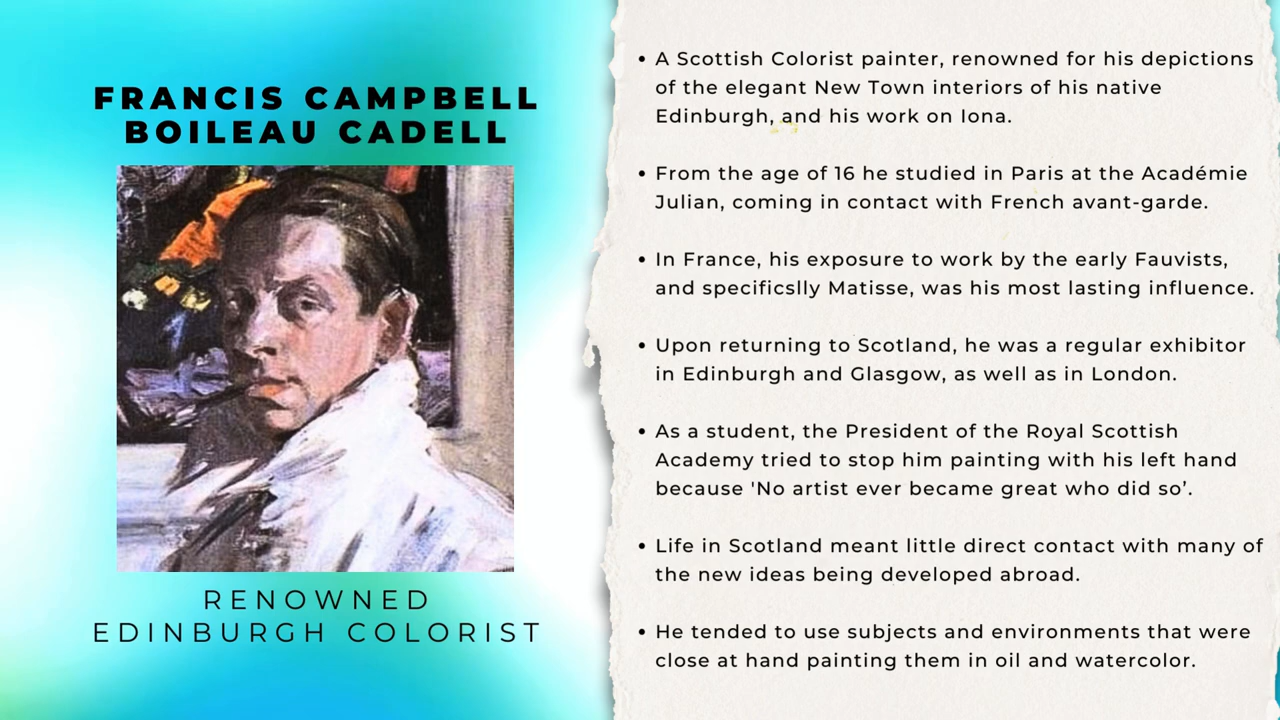 FRANCIS CAMPBELL
BOILEAU CADELL
RENOWNED
EDINBURGH COLORIST
• A Scottish Colorist painter, renowned for his depictions
of the elegant New Town interiors of his native
Edinburgh, and his work on Iona.
• From the age of 16 he studied in Paris at the Académie
Julian, coming in contact with French avant-garde.
• In France, his exposure to work by the early Fauvists,
and specificslly Matisse, was his most lasting influence.
• Upon returning to Scotland, he was a regular exhibitor
in Edinburgh and Glasgow, as well as in London.
• As a student, the President of the Royal Scottish
Academy tried to stop him painting with his left hand
because 'No artist ever became great who did so’.
• Life in Scotland meant little direct contact with many of
the new ideas being developed abroad.
• He tended to use subjects and environments that were
close at hand painting them in oil and watercolor.